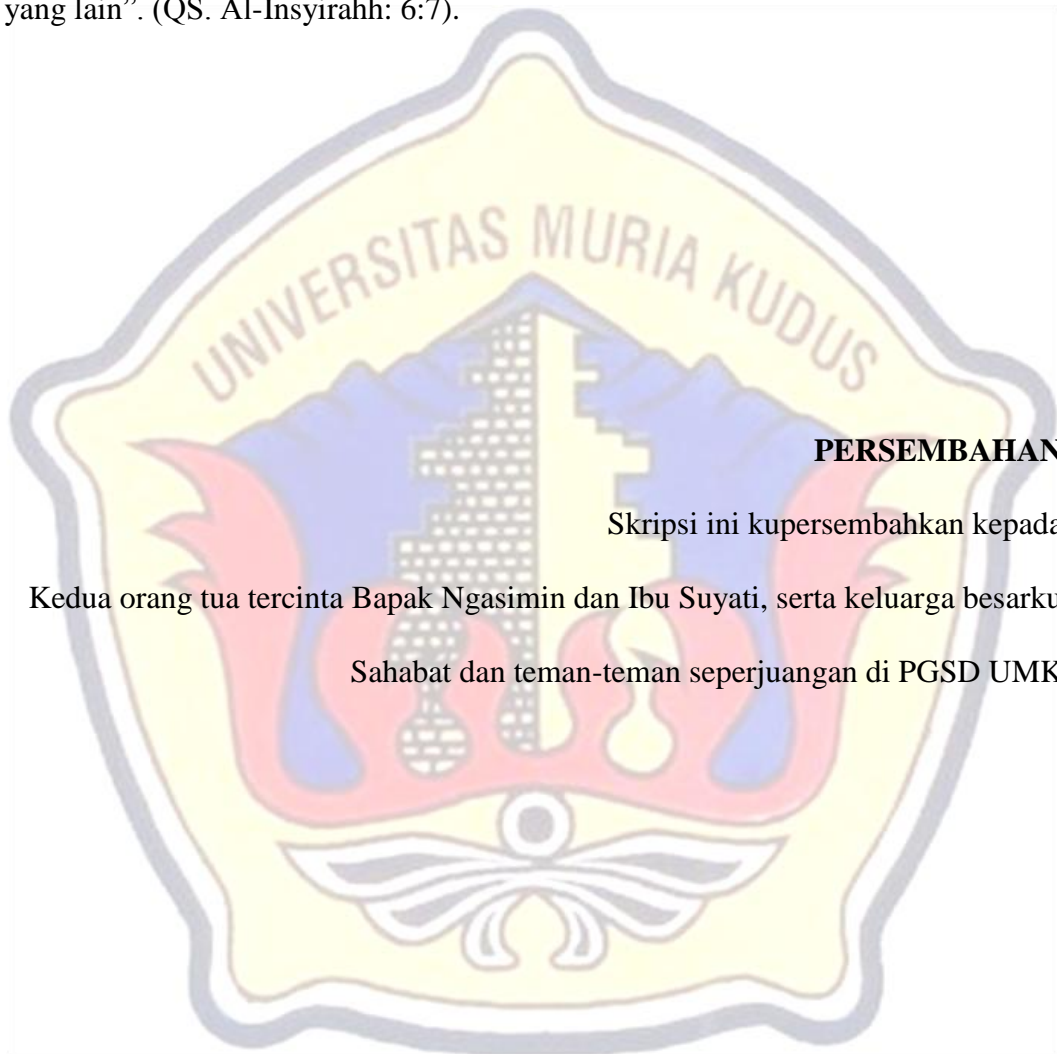 yang lain”. (QS. Al-Insyirahh: 6:7).
UNIVERSITAS MURIA KUDUS
PERSEMBAHAN
Skripsi ini kupersembahkan kepada
Kedua orang tua tercinta Bapak Ngasimin dan Ibu Suyati, serta keluarga besarku
Sahabat dan teman-teman seperjuangan di PGSD UMK